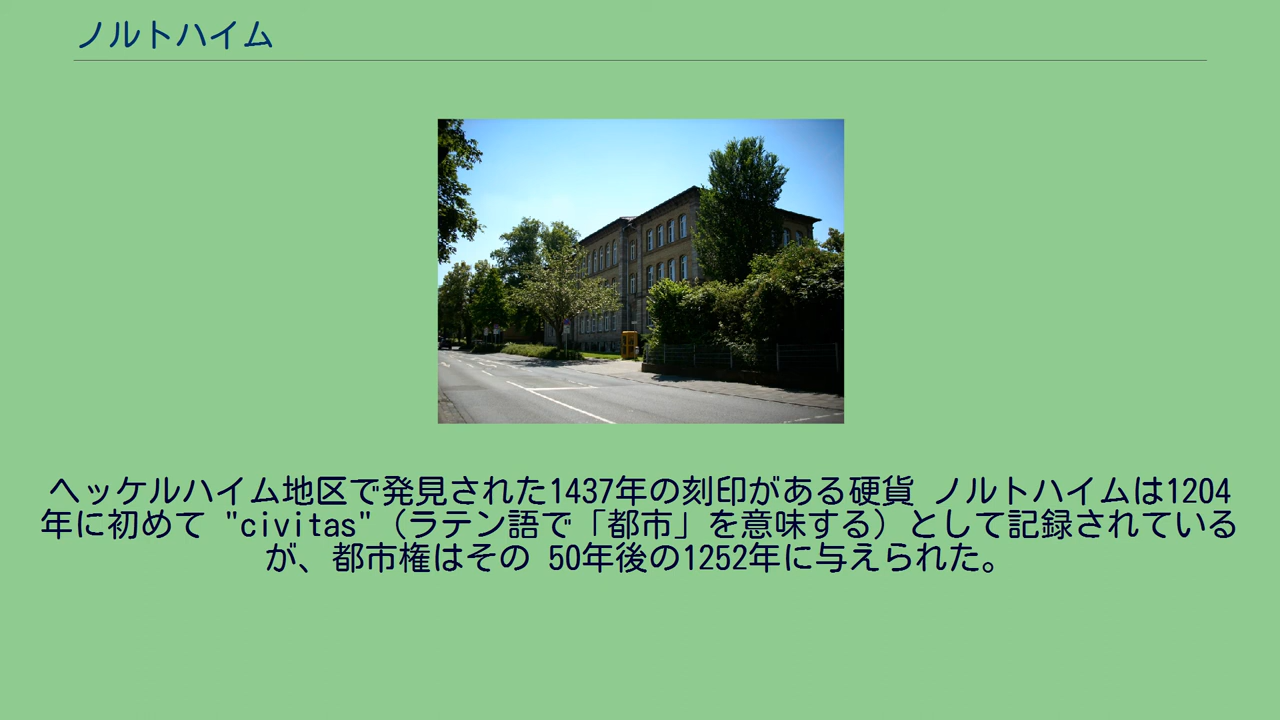 ノルトハイム
ヘッケルハイム地区で発見された1437年の刻印がある硬貨 ノルトハイムは1204
年に初めて "civitas"（ラテン語で「都市」を意味する）として記録されている
が、都市権はその 50年後の1252年に与えられた。